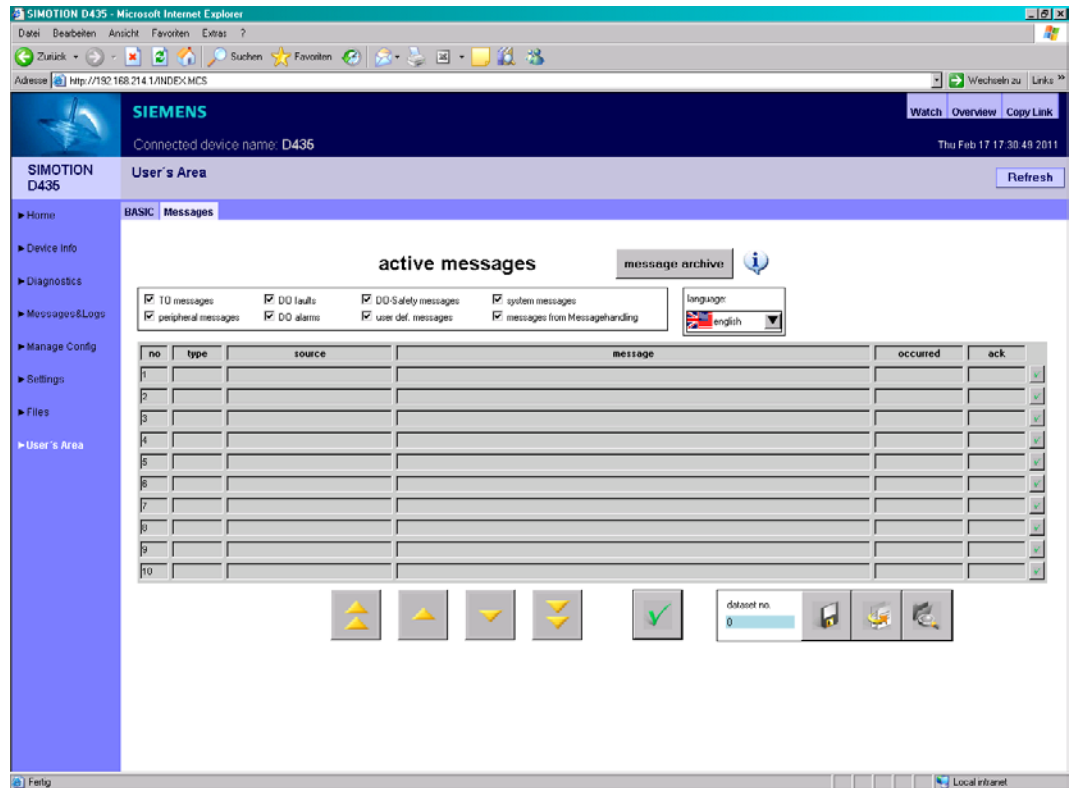 SIMOTION D435 - Microsoft Internet Explorer
Datei Bearbeiten Ansicht Favoriten Extras ?
Zurück Suchen Favoriten
Adresse http://192.168.214.1/INDEX.MCS Wechseln zu Links »
SIEMENS
Watch Overview Copy Link
Connected device name: D435
Thu Feb 17 17:30:49 2011
SIMOTION D435
User's Area
Refresh
BASIC Messages
►Home
►Device Info
►Diagnostics
►Messages&Logs
►Manage Config
►Settings
►Files
►User's Area
active messages
message archive
TO messages DO faults DO-Safety messages system messages
peripheral messages DO alarms user def. messages messages from Messagehandling
language:
english
no type source message occurred ack
1
2
3
4
5
6
7
8
9
10
dataset no.
0
Fertig
Local intranet